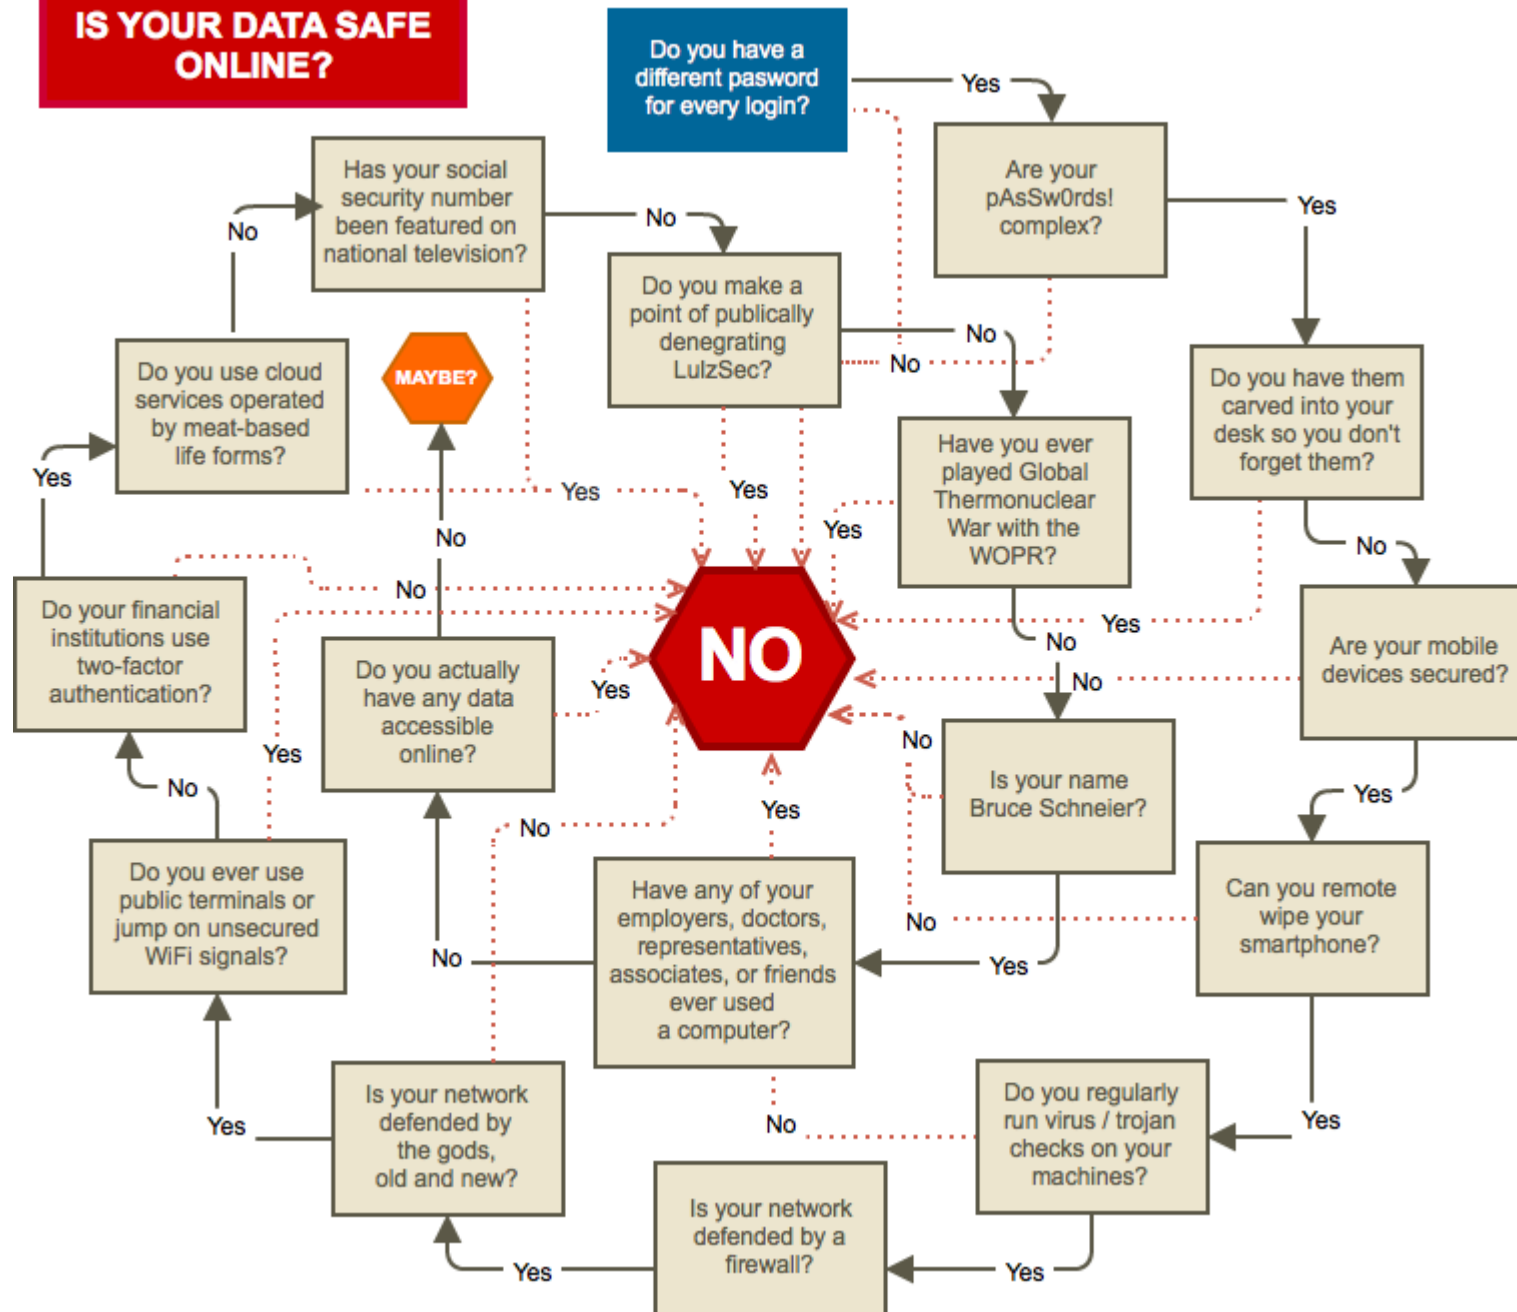 IS YOUR DATA SAFE
ONLINE?
Do you have a
different pasword
for every login?
Yes
Are your
pAsSw0rds!
complex?
Yes
Has your social
security number
been featured on
national television?
No
No
Do you make a
point of publically
denegrating
LulzSec?
No
No
MAYBE?
Do you use cloud
services operated
by meat-based
life forms?
Do you have them
carved into your
desk so you don't
forget them?
Have you ever
played Global
Thermonuclear
War with the
WOPR?
Yes
Yes
Yes
Yes
No
No
Do your financial
institutions use
two-factor
authentication?
No
NO
Yes
No
No
Are your mobile
devices secured?
Do you actually
have any data
accessible
online?
Yes
Yes
No
No
Is your name
Bruce Schneier?
Yes
Yes
No
Do you ever use
public terminals or
jump on unsecured
WiFi signals?
Have any of your
employers, doctors,
representatives,
associates, or friends
ever used
a computer?
Can you remote
wipe your
smartphone?
No
No
Yes
Is your network
defended by
the gods,
old and new?
Yes
No
Do you regularly
run virus / trojan
checks on your
machines?
Yes
Is your network
defended by a
firewall?
Yes
Yes